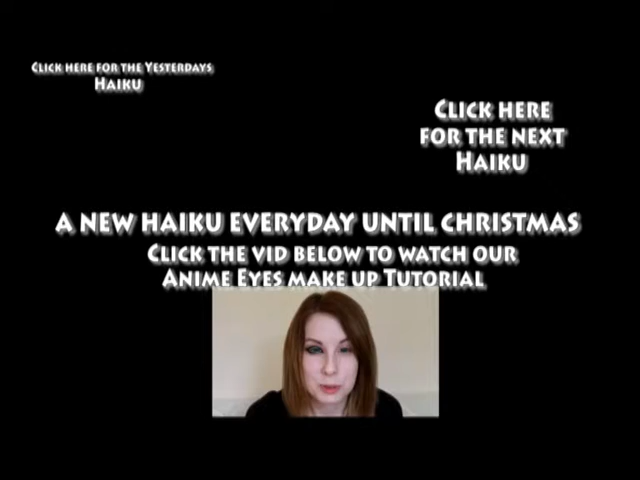 Click here for the Yesterdays
Haiku
Click here
for the next
Haiku
A new haiku everyday until Christmas
Click the vid below to watch our
Anime Eyes make up Tutorial